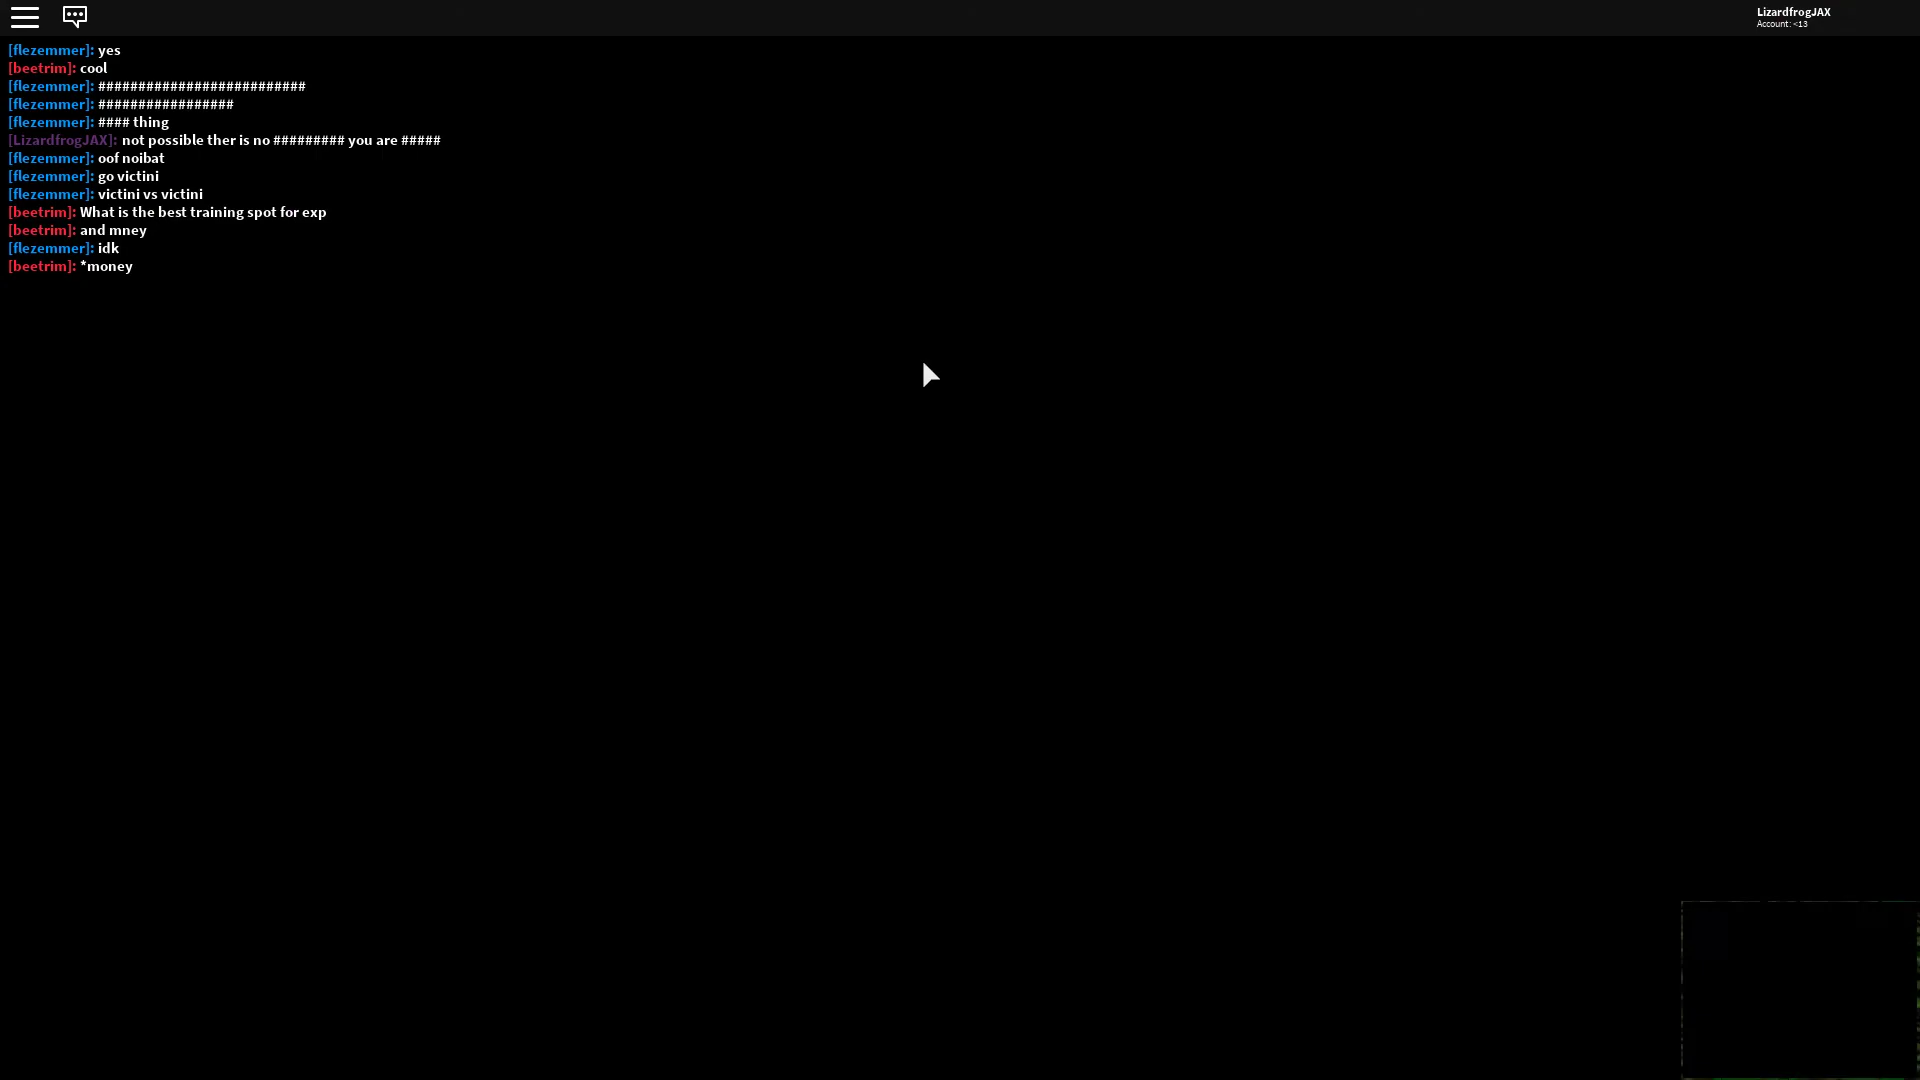 LizardfrogJAX
Account: <13
[flezemmer]: yes
[beetrim]: cool
[flezemmer]: ##########################
[flezemmer]: #################
[flezemmer]: #### thing
[LizardfrogJAX]: not possible ther is no ######### you are #####
[flezemmer]: oof noibat
[flezemmer]: go victini
[flezemmer]: victini vs victini
[beetrim]: What is the best training spot for exp
[beetrim]: and mney
[flezemmer]: idk
[beetrim]: *money